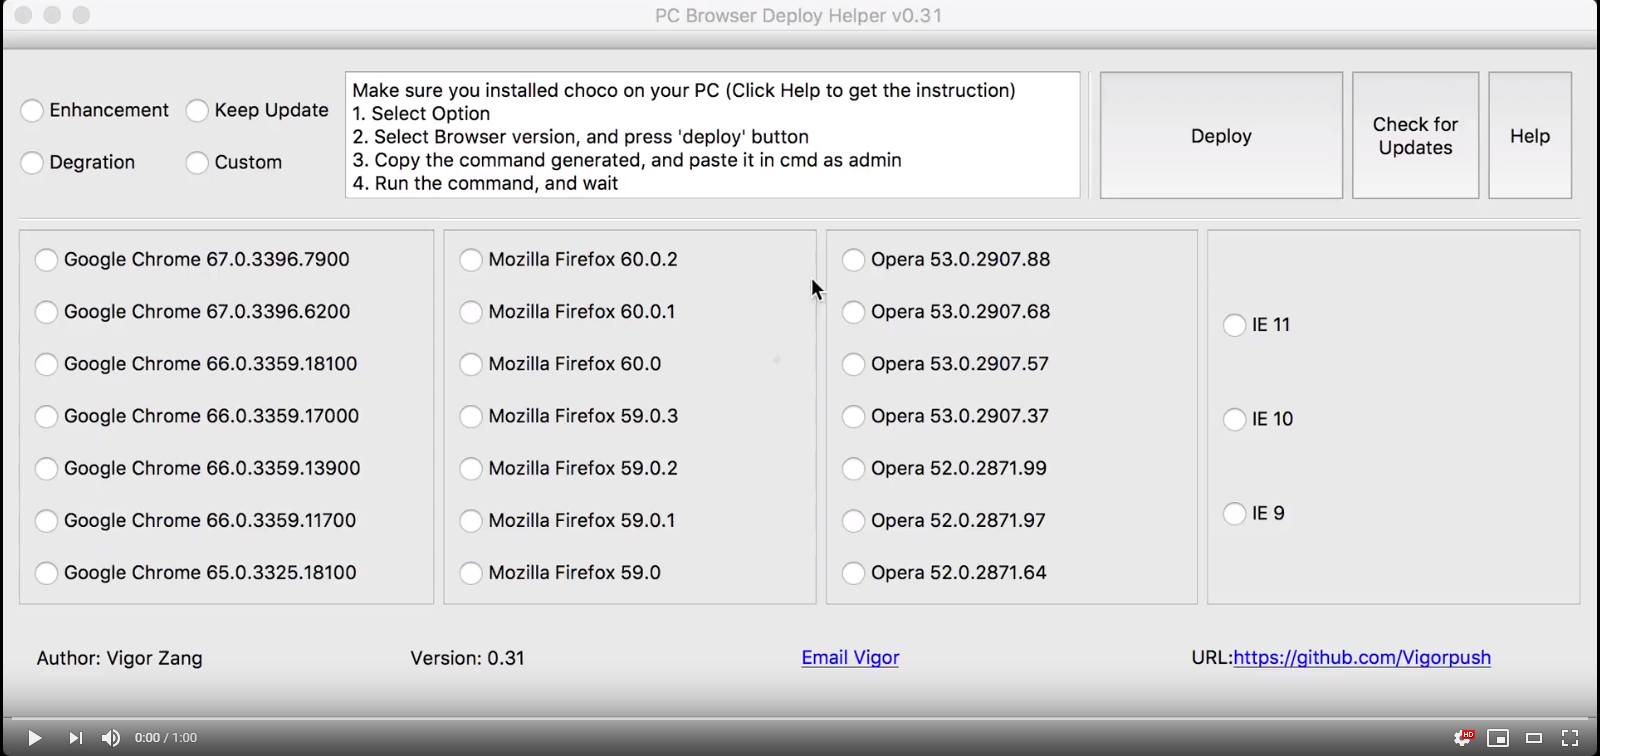 PC Browser Deploy Helper v0.31
Enhancement
Keep Update
Degration
Custom
Make sure you installed choco on your PC (Click Help to get the instruction)
1. Select Option
2. Select Browser version, and press 'deploy' button
3. Copy the command generated, and paste it in cmd as admin
4. Run the command, and wait
Deploy
Check for
Updates
Help
Google Chrome 67.0.3396.7900
Google Chrome 67.0.3396.6200
Google Chrome 66.0.3359.18100
Google Chrome 66.0.3359.17000
Google Chrome 66.0.3359.13900
Google Chrome 66.0.3359.11700
Google Chrome 65.0.3325.18100
Mozilla Firefox 60.0.2
Mozilla Firefox 60.0.1
Mozilla Firefox 60.0
Mozilla Firefox 59.0.3
Mozilla Firefox 59.0.2
Mozilla Firefox 59.0.1
Mozilla Firefox 59.0
Opera 53.0.2907.88
Opera 53.0.2907.68
Opera 53.0.2907.57
Opera 53.0.2907.37
Opera 52.0.2871.99
Opera 52.0.2871.97
Opera 52.0.2871.64
IE 11
IE 10
IE 9
Author: Vigor Zang
Version: 0.31
Email Vigor
URL:https://github.com/Vigorpush
0:00 / 1:00
HD